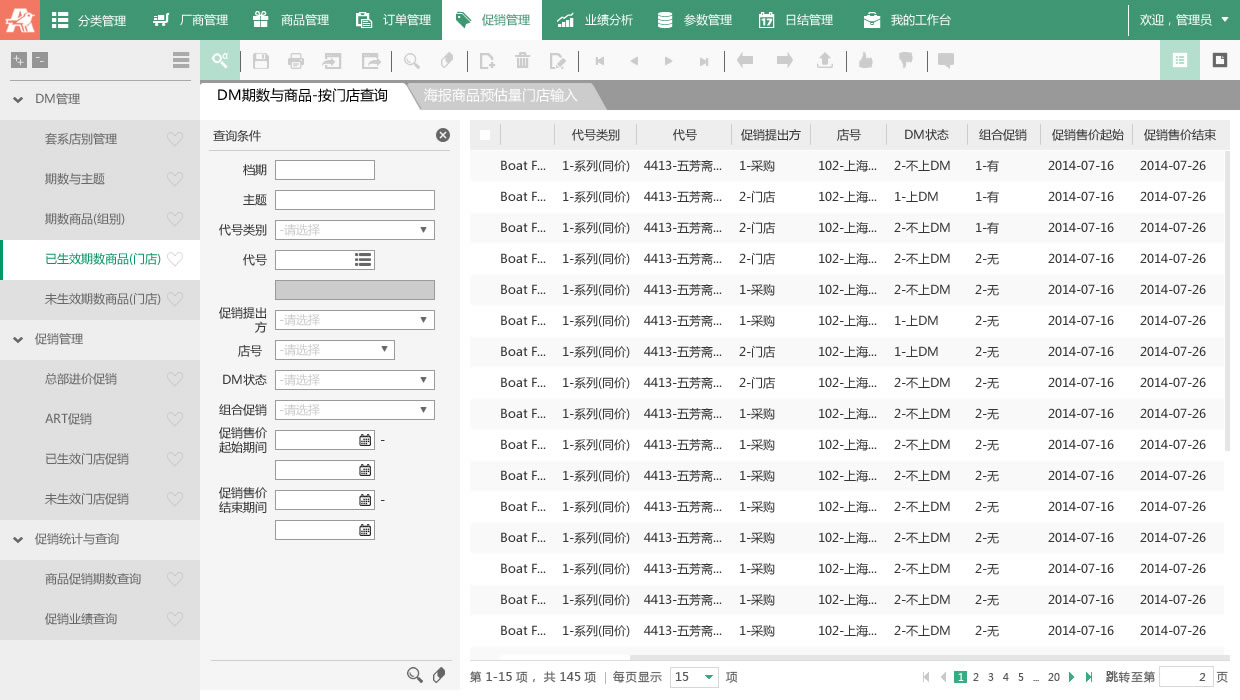 分类管理 厂商管理 商品管理 订单管理 促销管理 业绩分析 参数管理 日结管理 我的工作台 欢迎，管理员
DM管理
套系店别管理
期数与主题
期数商品(组别)
已生效期数商品(门店)
未生效期数商品(门店)
促销管理
总部进价促销
ART促销
已生效门店促销
未生效门店促销
促销统计与查询
商品促销期数查询
促销业绩查询
DM期数与商品-按门店查询 海报商品预估量门店输入
查询条件
档期
主题
代号类别 -请选择
代号
促销提出方 -请选择
店号 -请选择
DM状态 -请选择
组合促销 -请选择
促销售价
起始期间 -
促销售价
结束期间 -
代号类别 代号 促销提出方 店号 DM状态 组合促销 促销售价起始 促销售价结束
Boat F... 1-系列(同价) 4413-五芳斋... 1-采购 102-上海... 2-不上DM 1-有 2014-07-16 2014-07-26
Boat F... 1-系列(同价) 4413-五芳斋... 2-门店 102-上海... 1-上DM 1-有 2014-07-16 2014-07-26
Boat F... 1-系列(同价) 4413-五芳斋... 2-门店 102-上海... 2-不上DM 1-有 2014-07-16 2014-07-26
Boat F... 1-系列(同价) 4413-五芳斋... 2-门店 102-上海... 2-不上DM 2-无 2014-07-16 2014-07-26
Boat F... 1-系列(同价) 4413-五芳斋... 1-采购 102-上海... 2-不上DM 2-无 2014-07-16 2014-07-26
Boat F... 1-系列(同价) 4413-五芳斋... 1-采购 102-上海... 1-上DM 2-无 2014-07-16 2014-07-26
Boat F... 1-系列(同价) 4413-五芳斋... 2-门店 102-上海... 1-上DM 2-无 2014-07-16 2014-07-26
Boat F... 1-系列(同价) 4413-五芳斋... 2-门店 102-上海... 2-不上DM 2-无 2014-07-16 2014-07-26
Boat F... 1-系列(同价) 4413-五芳斋... 1-采购 102-上海... 2-不上DM 2-无 2014-07-16 2014-07-26
Boat F... 1-系列(同价) 4413-五芳斋... 1-采购 102-上海... 2-不上DM 2-无 2014-07-16 2014-07-26
Boat F... 1-系列(同价) 4413-五芳斋... 1-采购 102-上海... 2-不上DM 2-无 2014-07-16 2014-07-26
Boat F... 1-系列(同价) 4413-五芳斋... 1-采购 102-上海... 2-不上DM 2-无 2014-07-16 2014-07-26
Boat F... 1-系列(同价) 4413-五芳斋... 1-采购 102-上海... 2-不上DM 2-无 2014-07-16 2014-07-26
Boat F... 1-系列(同价) 4413-五芳斋... 1-采购 102-上海... 2-不上DM 2-无 2014-07-16 2014-07-26
Boat F... 1-系列(同价) 4413-五芳斋... 1-采购 102-上海... 2-不上DM 2-无 2014-07-16 2014-07-26
Boat F... 1-系列(同价) 4413-五芳斋... 1-采购 102-上海... 2-不上DM 2-无 2014-07-16 2014-07-26
第 1-15 项， 共 145 项 | 每页显示 15 项 1 2 3 4 5 ... 20 跳转至第 2 页